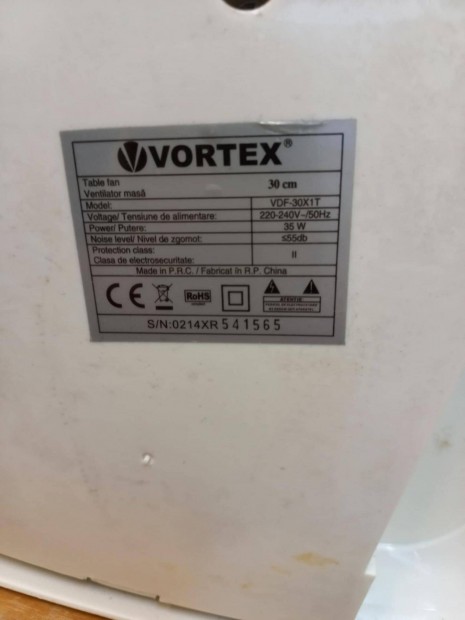 VORTEX®
Table fan
Ventilator masă
30 cm
Model: VDF-30X1T
Voltage/ Tensiune de alimentare: 220-240V~/50Hz
Power/ Putere: 35 W
Noise level/ Nivel de zgomot: ≤55db
Protection class:
Clasa de electrosecuritate: II
Made in P.R.C. / Fabricat în R.P. China
CE RoHS
S/N:0214XR 541565